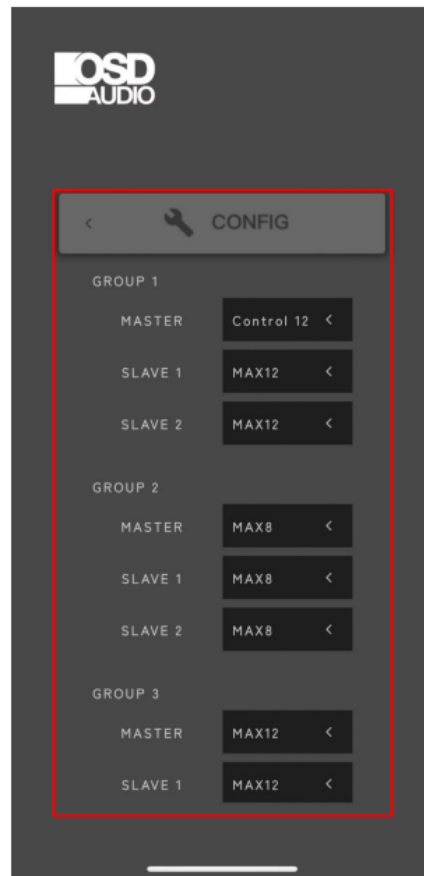 OSD
AUDIO
CONFIG
GROUP 1
MASTER Control 12
SLAVE 1 MAX12
SLAVE 2 MAX12
GROUP 2
MASTER MAX8
SLAVE 1 MAX8
SLAVE 2 MAX8
GROUP 3
MASTER MAX12
SLAVE 1 MAX12